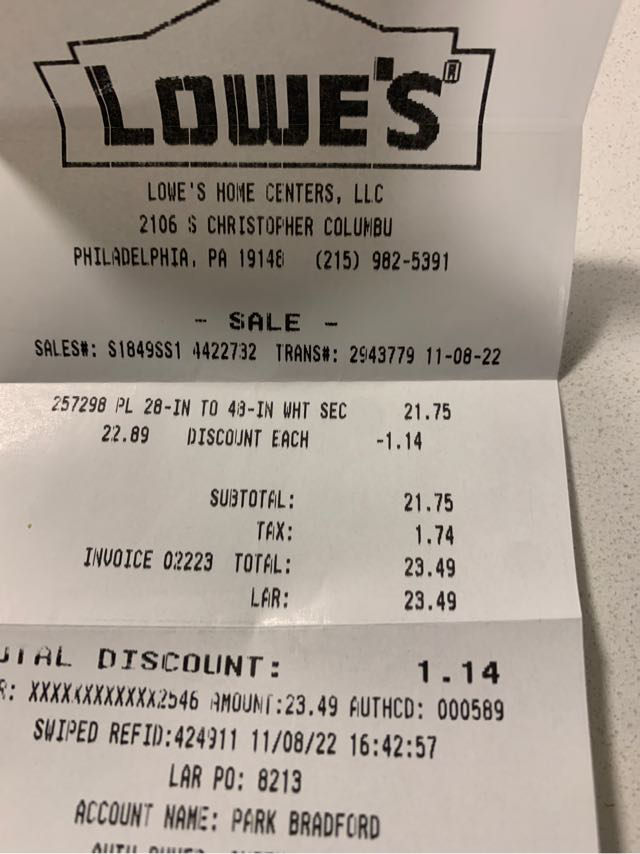 LOWE'S®
LOWE'S HOME CENTERS, LLC
2106 S CHRISTOPHER COLUMBU
PHILADELPHIA, PA 19148 (215) 982-5391
- SALE -
SALES#: S1849SS1 4422732 TRANS#: 2943779 11-08-22
257298 PL 28-IN TO 48-IN WHT SEC 21.75
22.89 DISCOUNT EACH -1.14
SUBTOTAL: 21.75
TAX: 1.74
INVOICE 02223 TOTAL: 23.49
LAR: 23.49
TOTAL DISCOUNT: 1.14
R: XXXXXXXXXXXX2546 AMOUNT:23.49 AUTHCD: 000589
SWIPED REFID:424911 11/08/22 16:42:57
LAR PO: 8213
ACCOUNT NAME: PARK BRADFORD